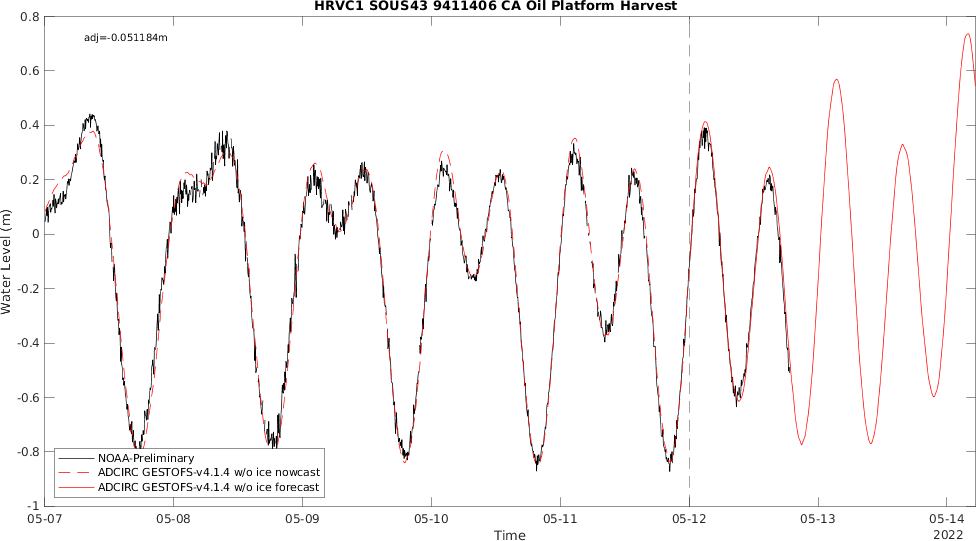 HRVC1 SOUS43 9411406 CA Oil Platform Harvest
adj=-0.051184m
0.8
0.6
0.4
0.2
0
-0.2
-0.4
-0.6
-0.8
-1
Water Level (m)
NOAA-Preliminary
ADCIRC GESTOFS-v4.1.4 w/o ice nowcast
ADCIRC GESTOFS-v4.1.4 w/o ice forecast
05-07 05-08 05-09 05-10 05-11 05-12 05-13 05-14
Time 2022